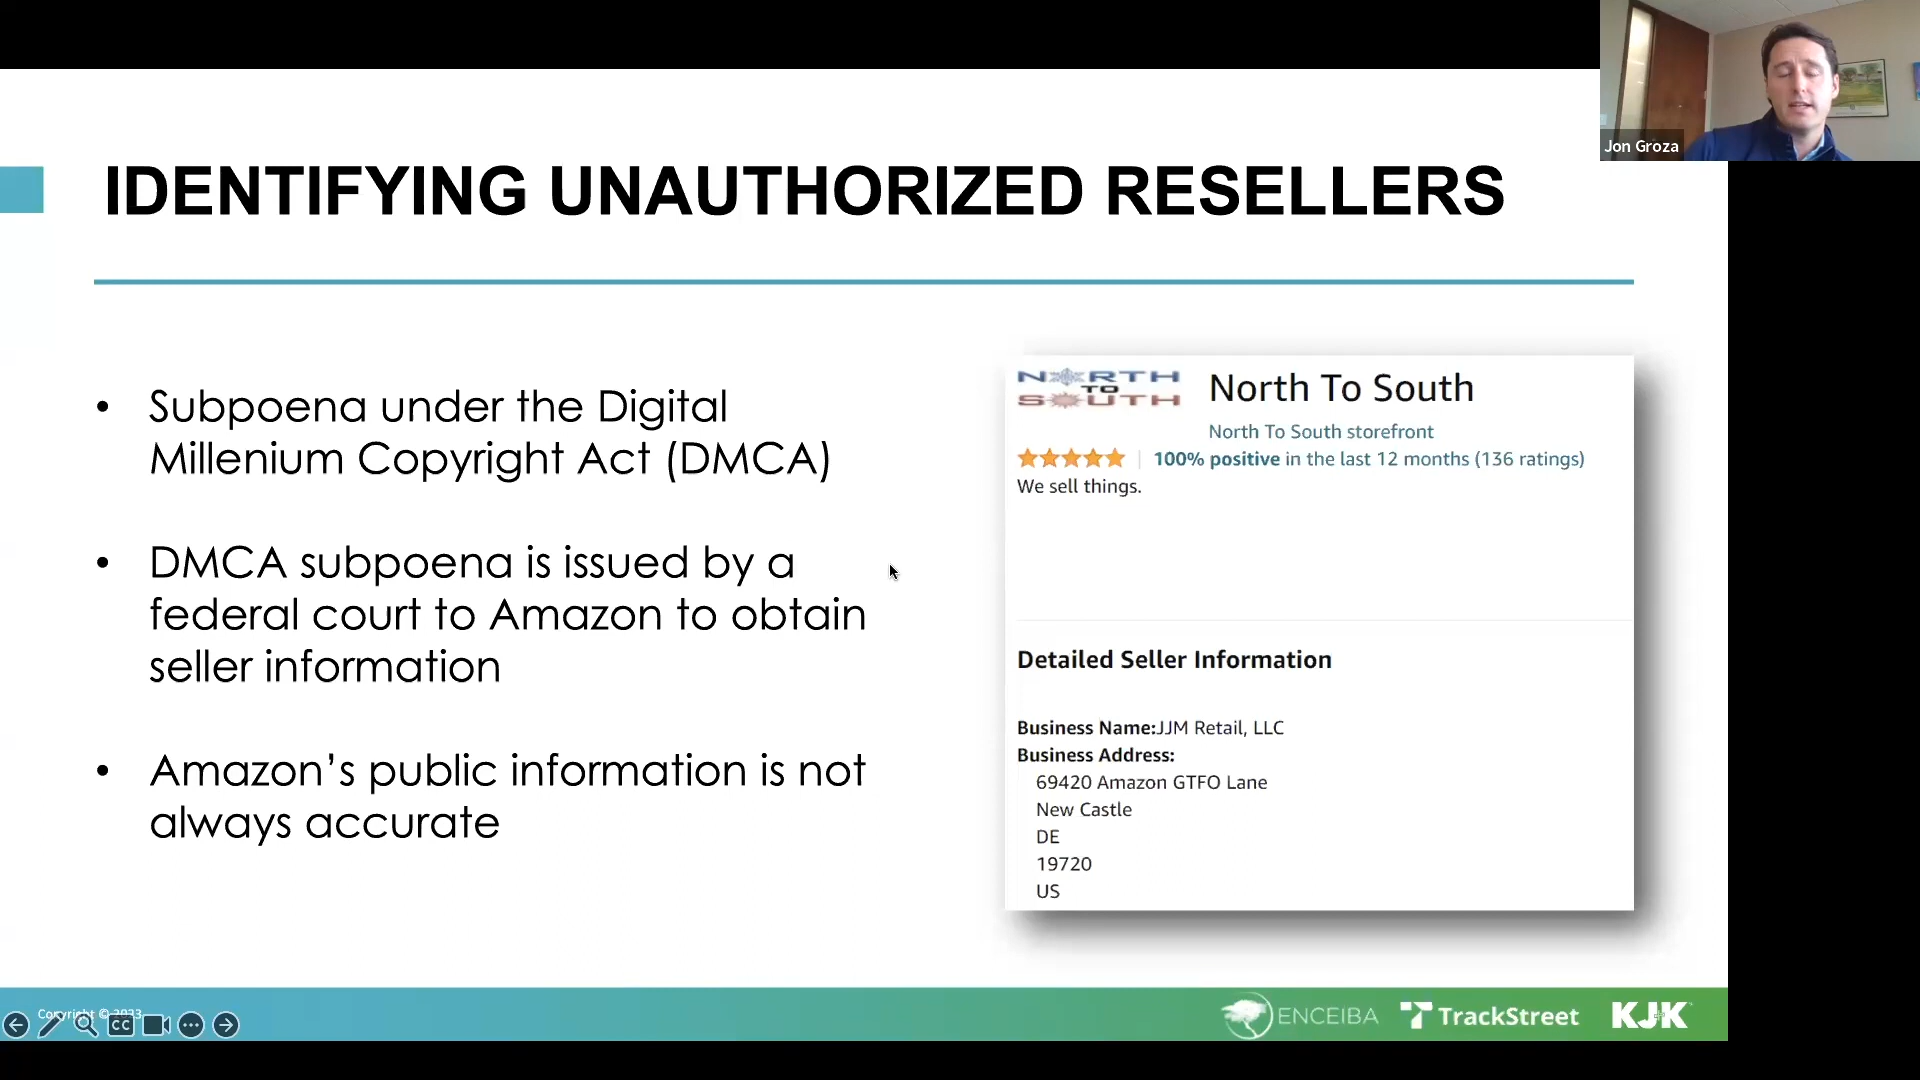 Jon Groza
IDENTIFYING UNAUTHORIZED RESELLERS
• Subpoena under the Digital
Millenium Copyright Act (DMCA)
• DMCA subpoena is issued by a
federal court to Amazon to obtain
seller information
• Amazon’s public information is not
always accurate
NORTH
TO
SOUTH
North To South
North To South storefront
100% positive in the last 12 months (136 ratings)
We sell things.
Detailed Seller Information
Business Name:JJM Retail, LLC
Business Address:
69420 Amazon GTFO Lane
New Castle
DE
19720
US
Copyright © 2023
CC
ENCEIBA
TrackStreet
KJK